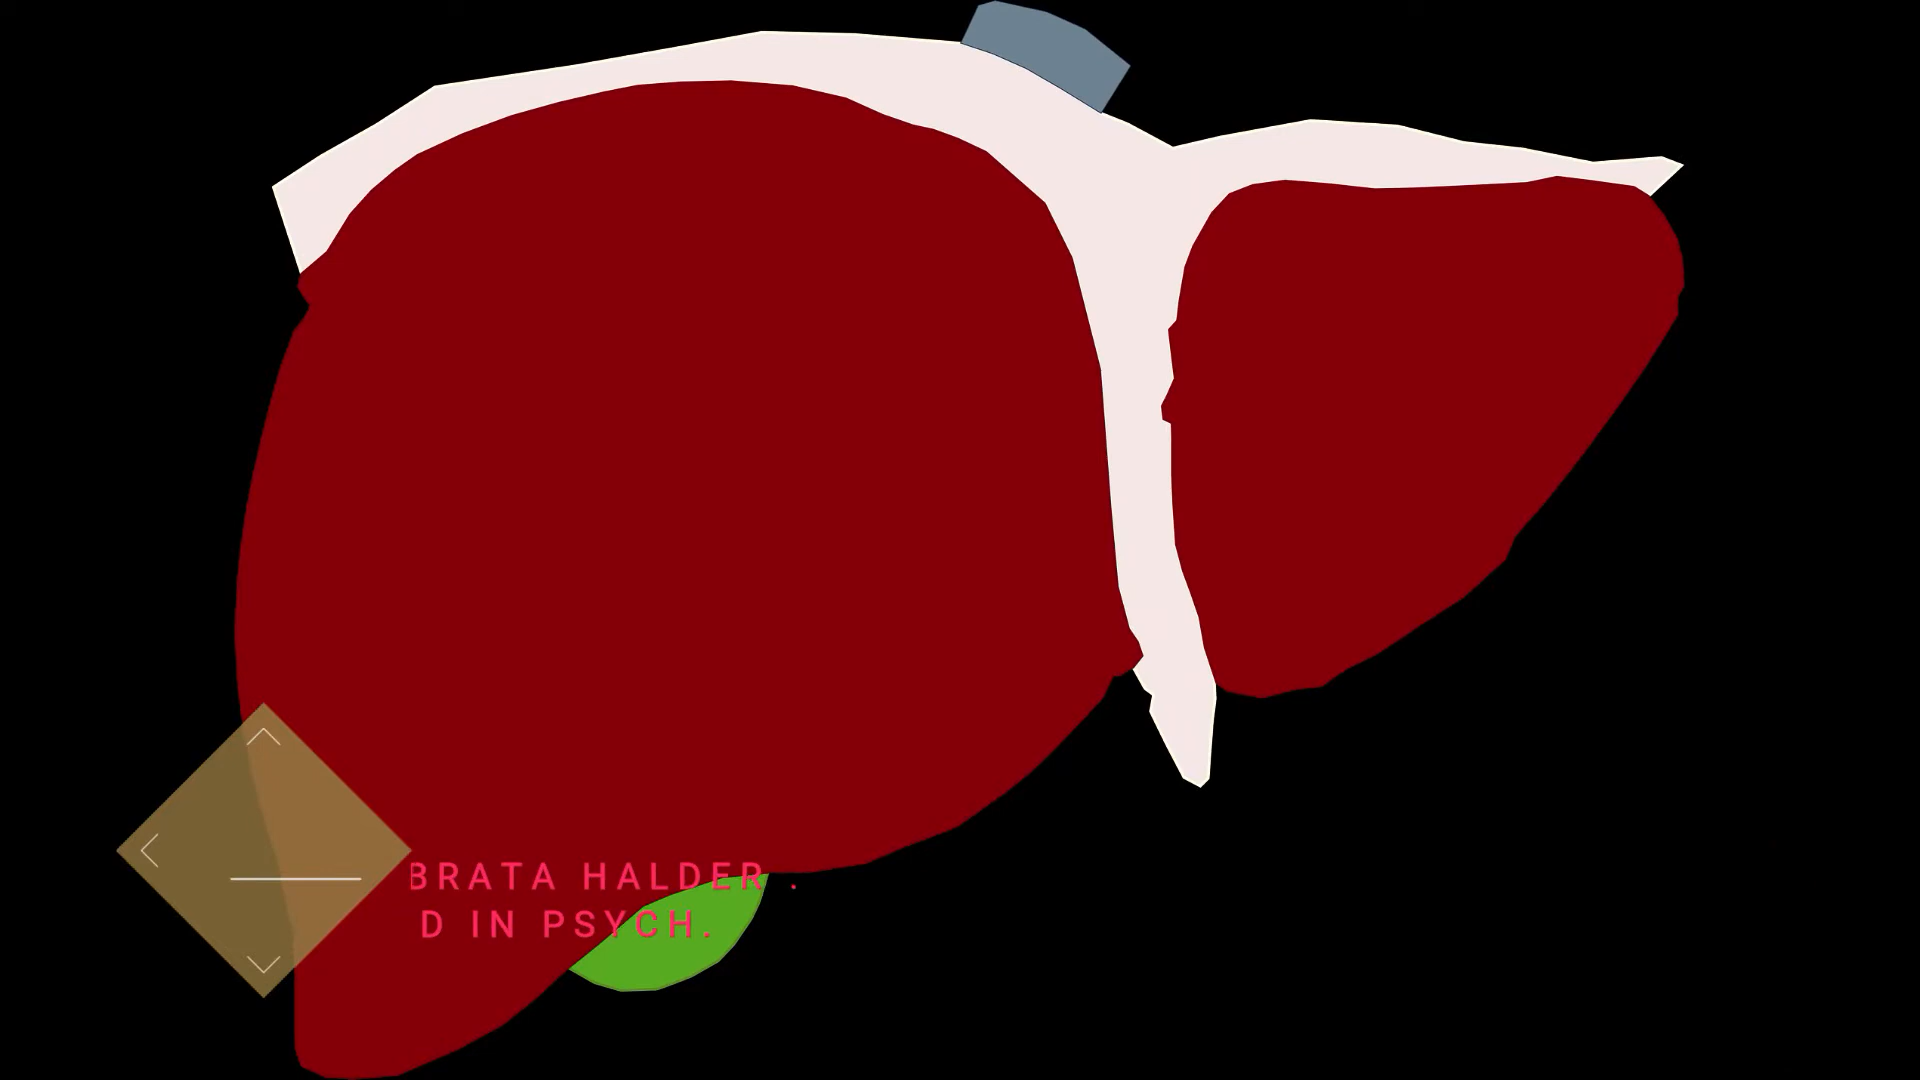 BRATA HALDER .
D IN PSYCH.